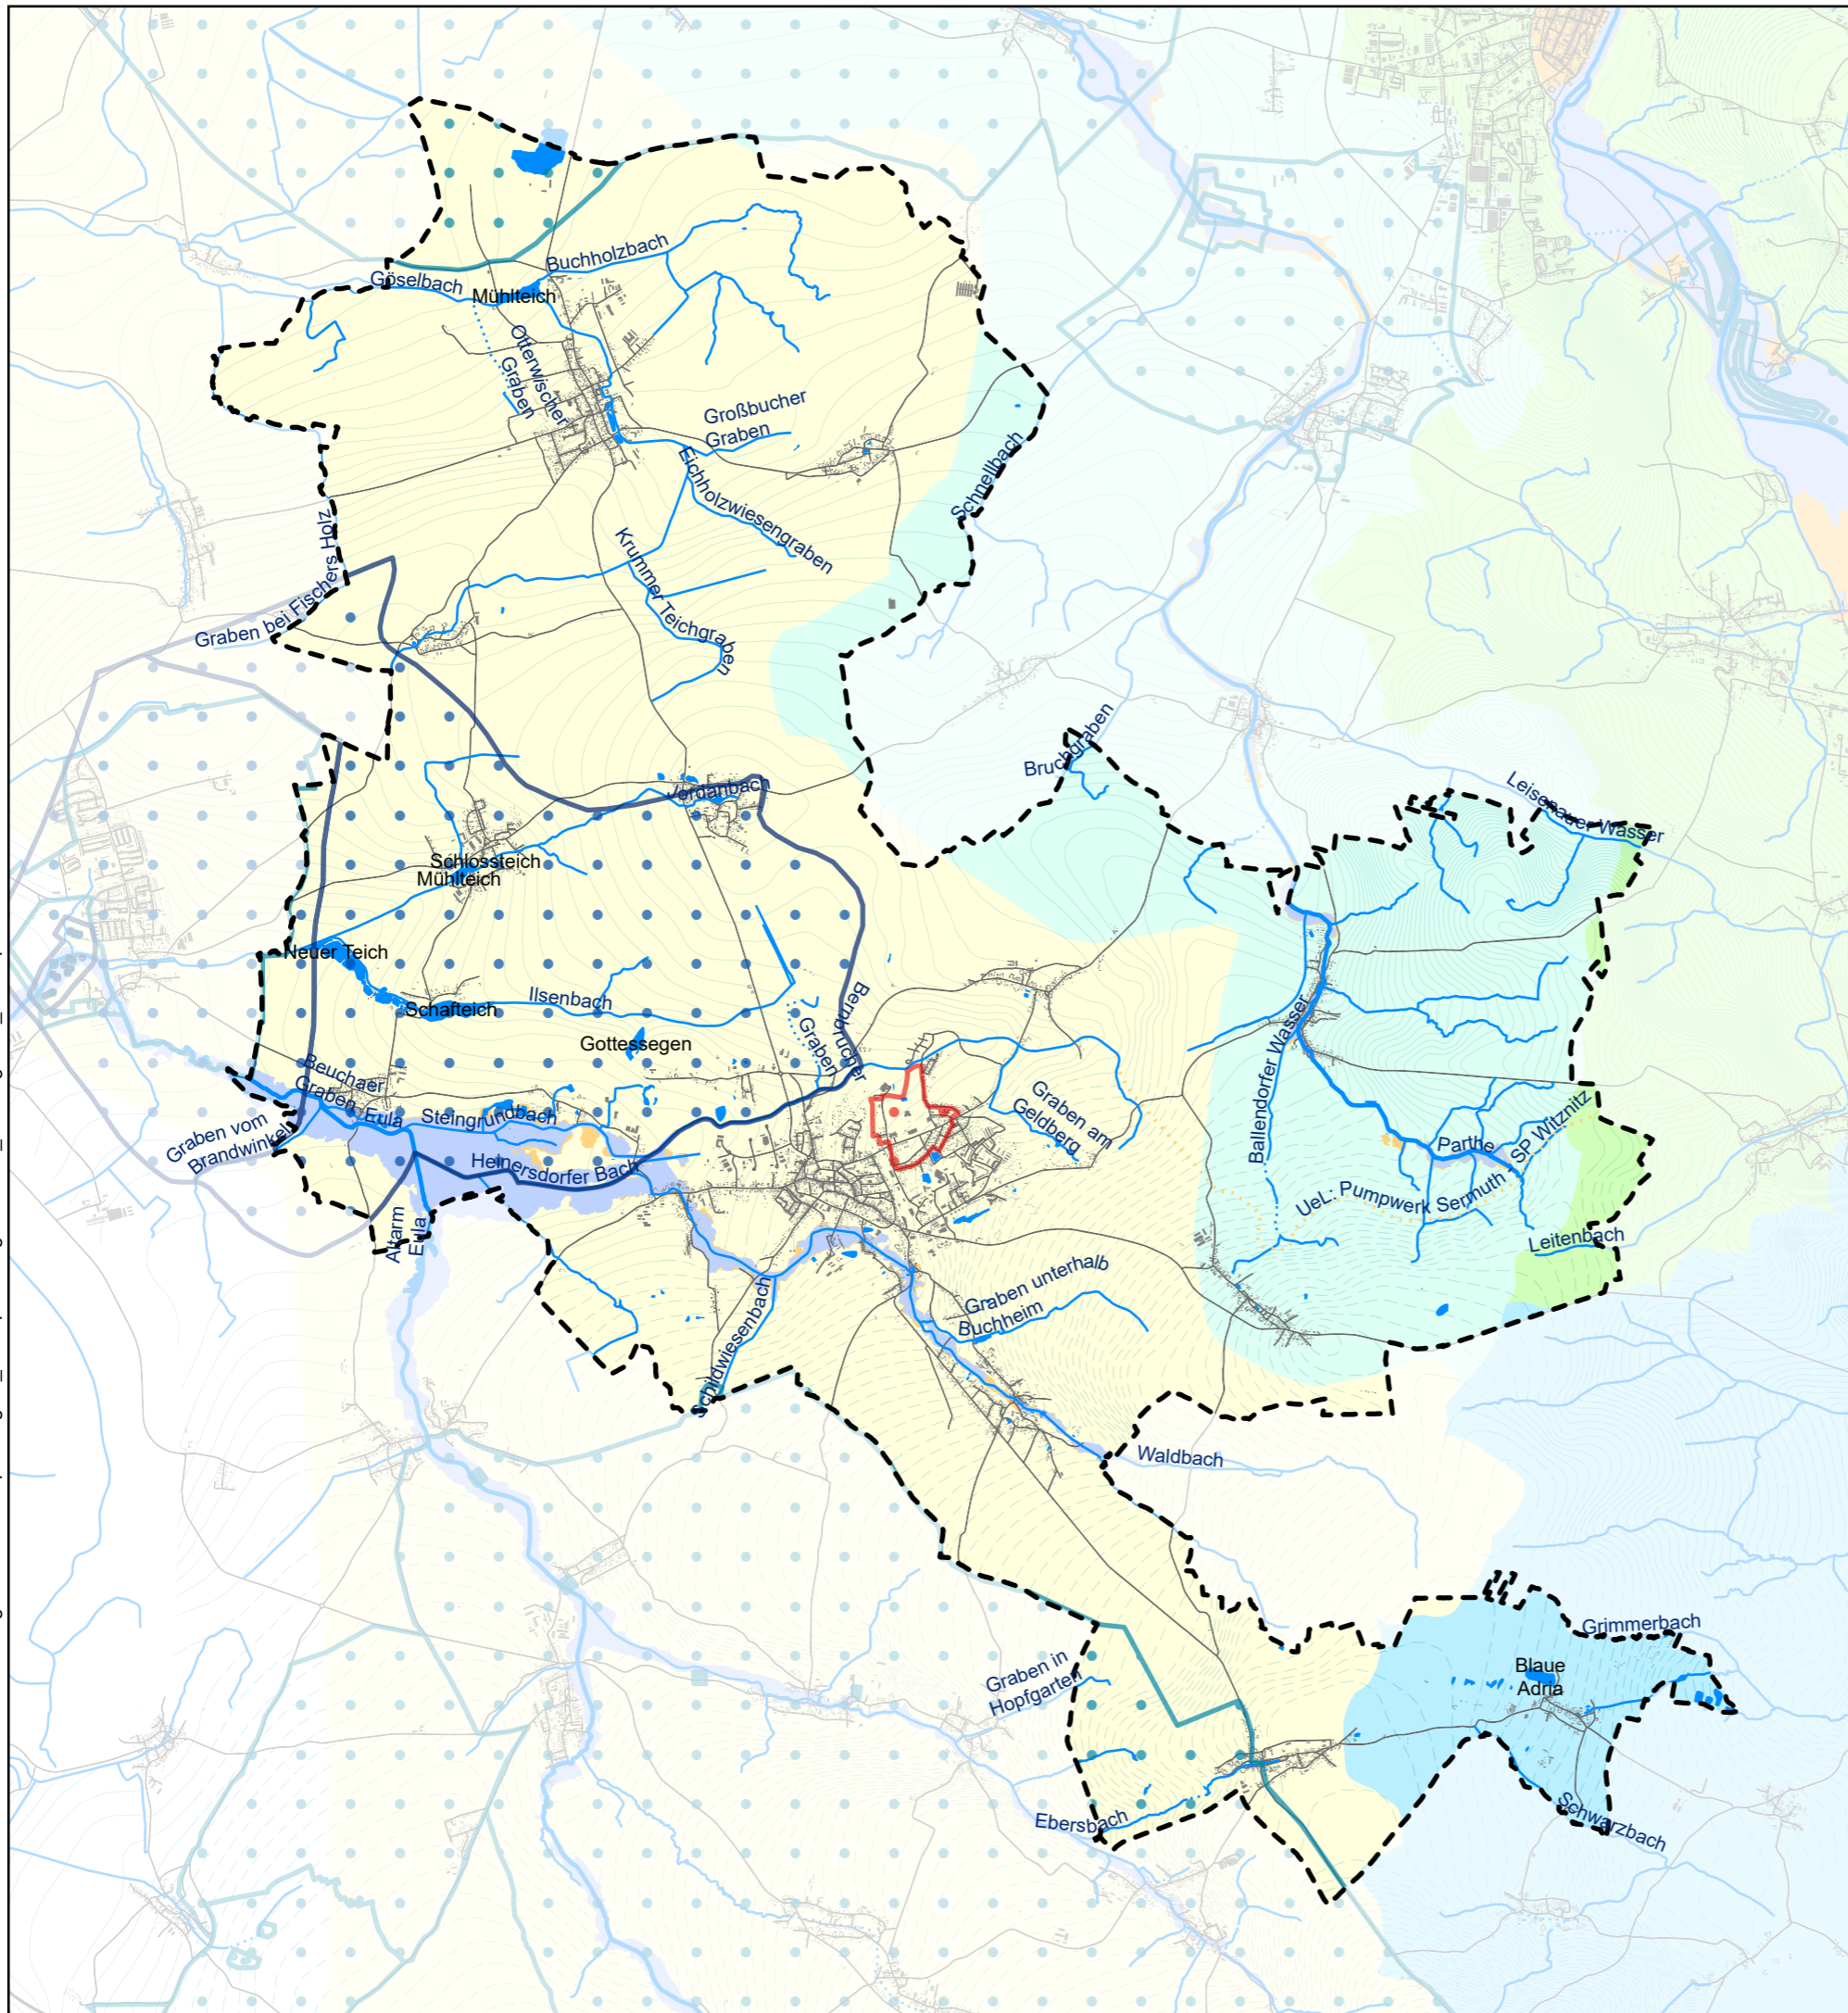 Buchholzbach
Göselbach
Mühlteich
Otterwischer
Graben
Großbucher
Graben
Eichholzwiesengraben
Schnellbach
Krummer Teichgraben
Graben bei Fischers Holz
Bruchgraben
Jordanbach
Leisenauer Wasser
Schlossteich
Mühlteich
Neuer Teich
Schafteich
Ilsenbach
Gottessegen
Bernbrucher
Graben
Ballendorfer Wasser
Beuchaer
Graben
Eula
Steingrundbach
Graben am
Geldberg
Graben vom
Brandwinkel
Heinersdorfer Bach
Parthe
UeL: Pumpwerk Sermuth - SP Witznitz
Altarm
Eula
Leitenbach
Schildwiesenbach
Graben unterhalb
Buchheim
Waldbach
Grimmerbach
Blaue
Adria
Graben in
Hopfgarten
Ebersbach
Schwarzbach